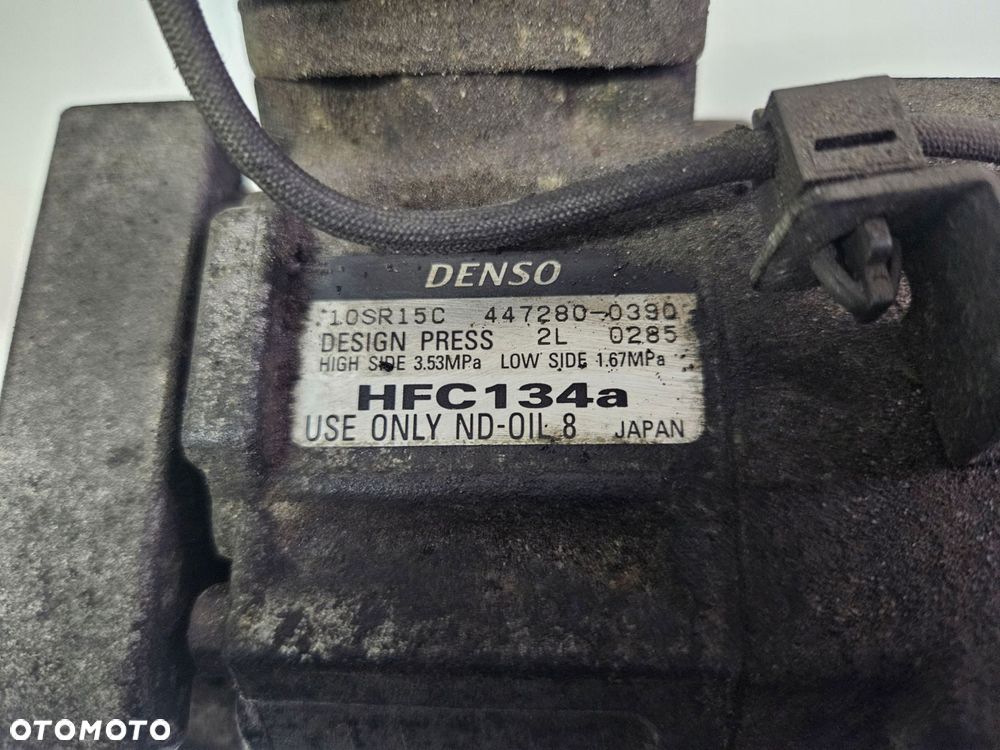 DENSO
10SR15C 447280-0390
DESIGN PRESS 2L 0285
HIGH SIDE 3.53MPa LOW SIDE 1.67MPa
HFC134a
USE ONLY ND-OIL 8 JAPAN
OTOMOTO